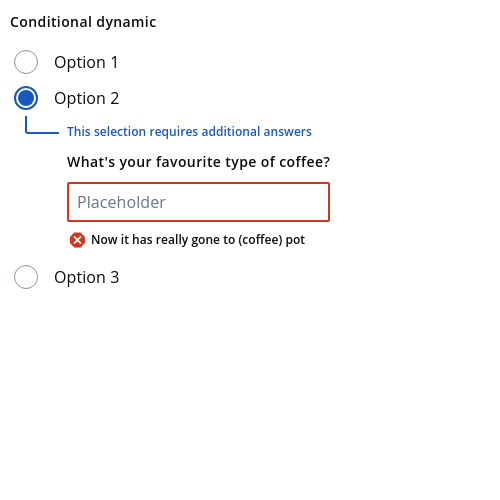 Conditional dynamic
Option 1
Option 2
This selection requires additional answers
What's your favourite type of coffee?
Placeholder
Now it has really gone to (coffee) pot
Option 3